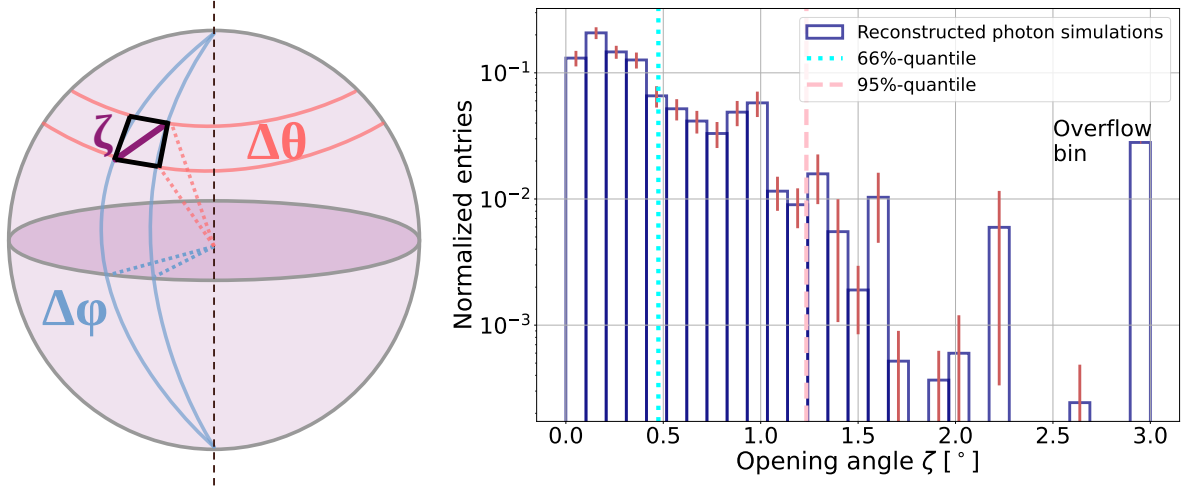 ζ
Δθ
Δφ
Normalized entries
10⁻¹
10⁻²
10⁻³
Reconstructed photon simulations
66%-quantile
95%-quantile
Overflow
bin
0.0 0.5 1.0 1.5 2.0 2.5 3.0
Opening angle ζ [°]